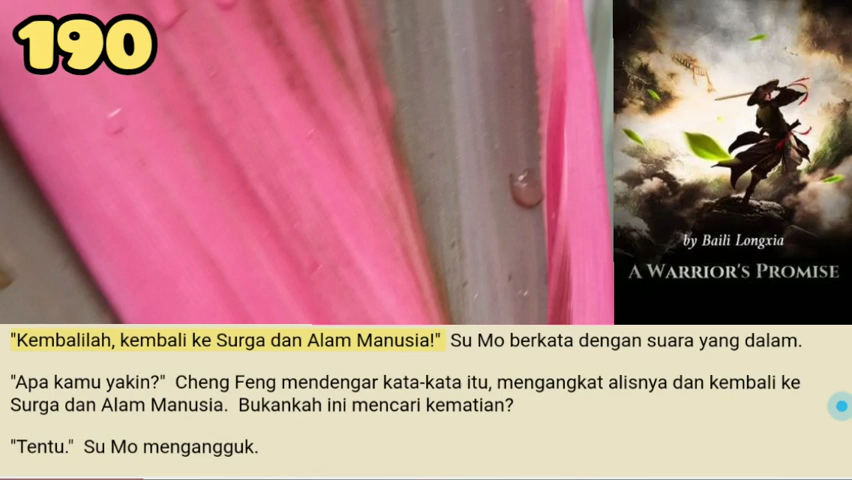 190
by Baili Longxia
A WARRIOR'S PROMISE
"Kembalilah, kembali ke Surga dan Alam Manusia!" Su Mo berkata dengan suara yang dalam.
"Apa kamu yakin?" Cheng Feng mendengar kata-kata itu, mengangkat alisnya dan kembali ke
Surga dan Alam Manusia. Bukankah ini mencari kematian?
"Tentu." Su Mo mengangguk.